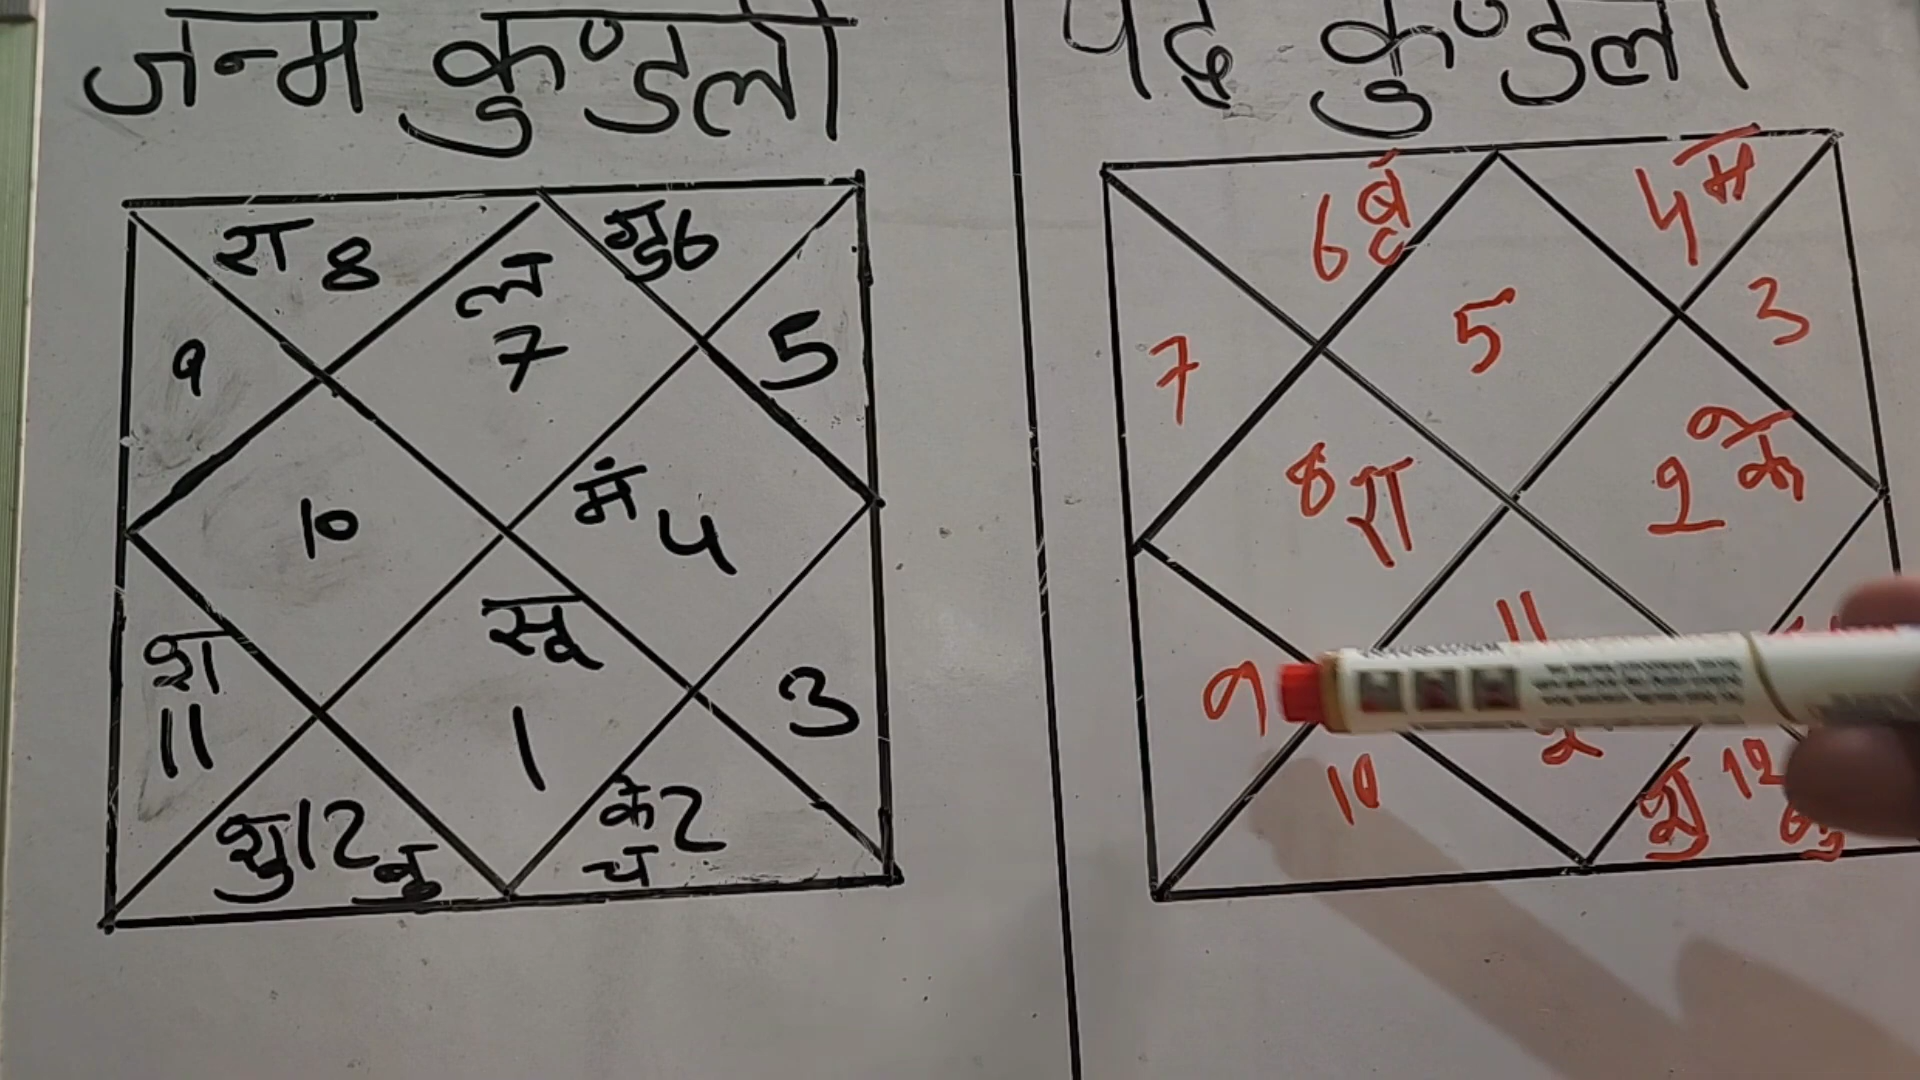 जन्म कुण्डली
पद कुण्डली
रा 8
ल
7
गु 6
9
5
10
मं 4
श
11
सू
1
3
शु 12 बु
के 2
च
6 बृ
4 म
5
3
7
8 रा
2 के
9
11
10
शु 12